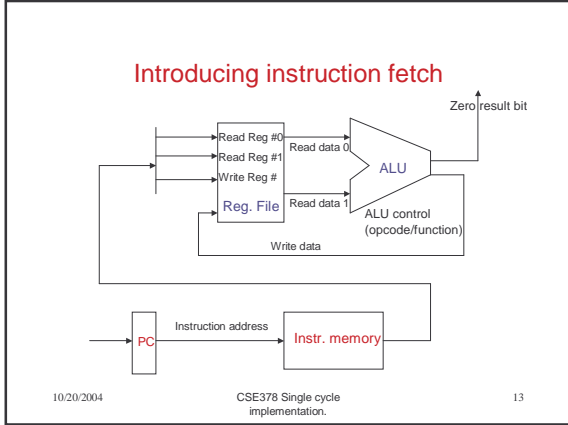 Introducing instruction fetch
Zero result bit
Read Reg #0
Read data 0
Read Reg #1
ALU
Write Reg #
Read data 1
Reg. File
ALU control
(opcode/function)
Write data
Instruction address
PC
Instr. memory
10/20/2004
CSE378 Single cycle
implementation.
13